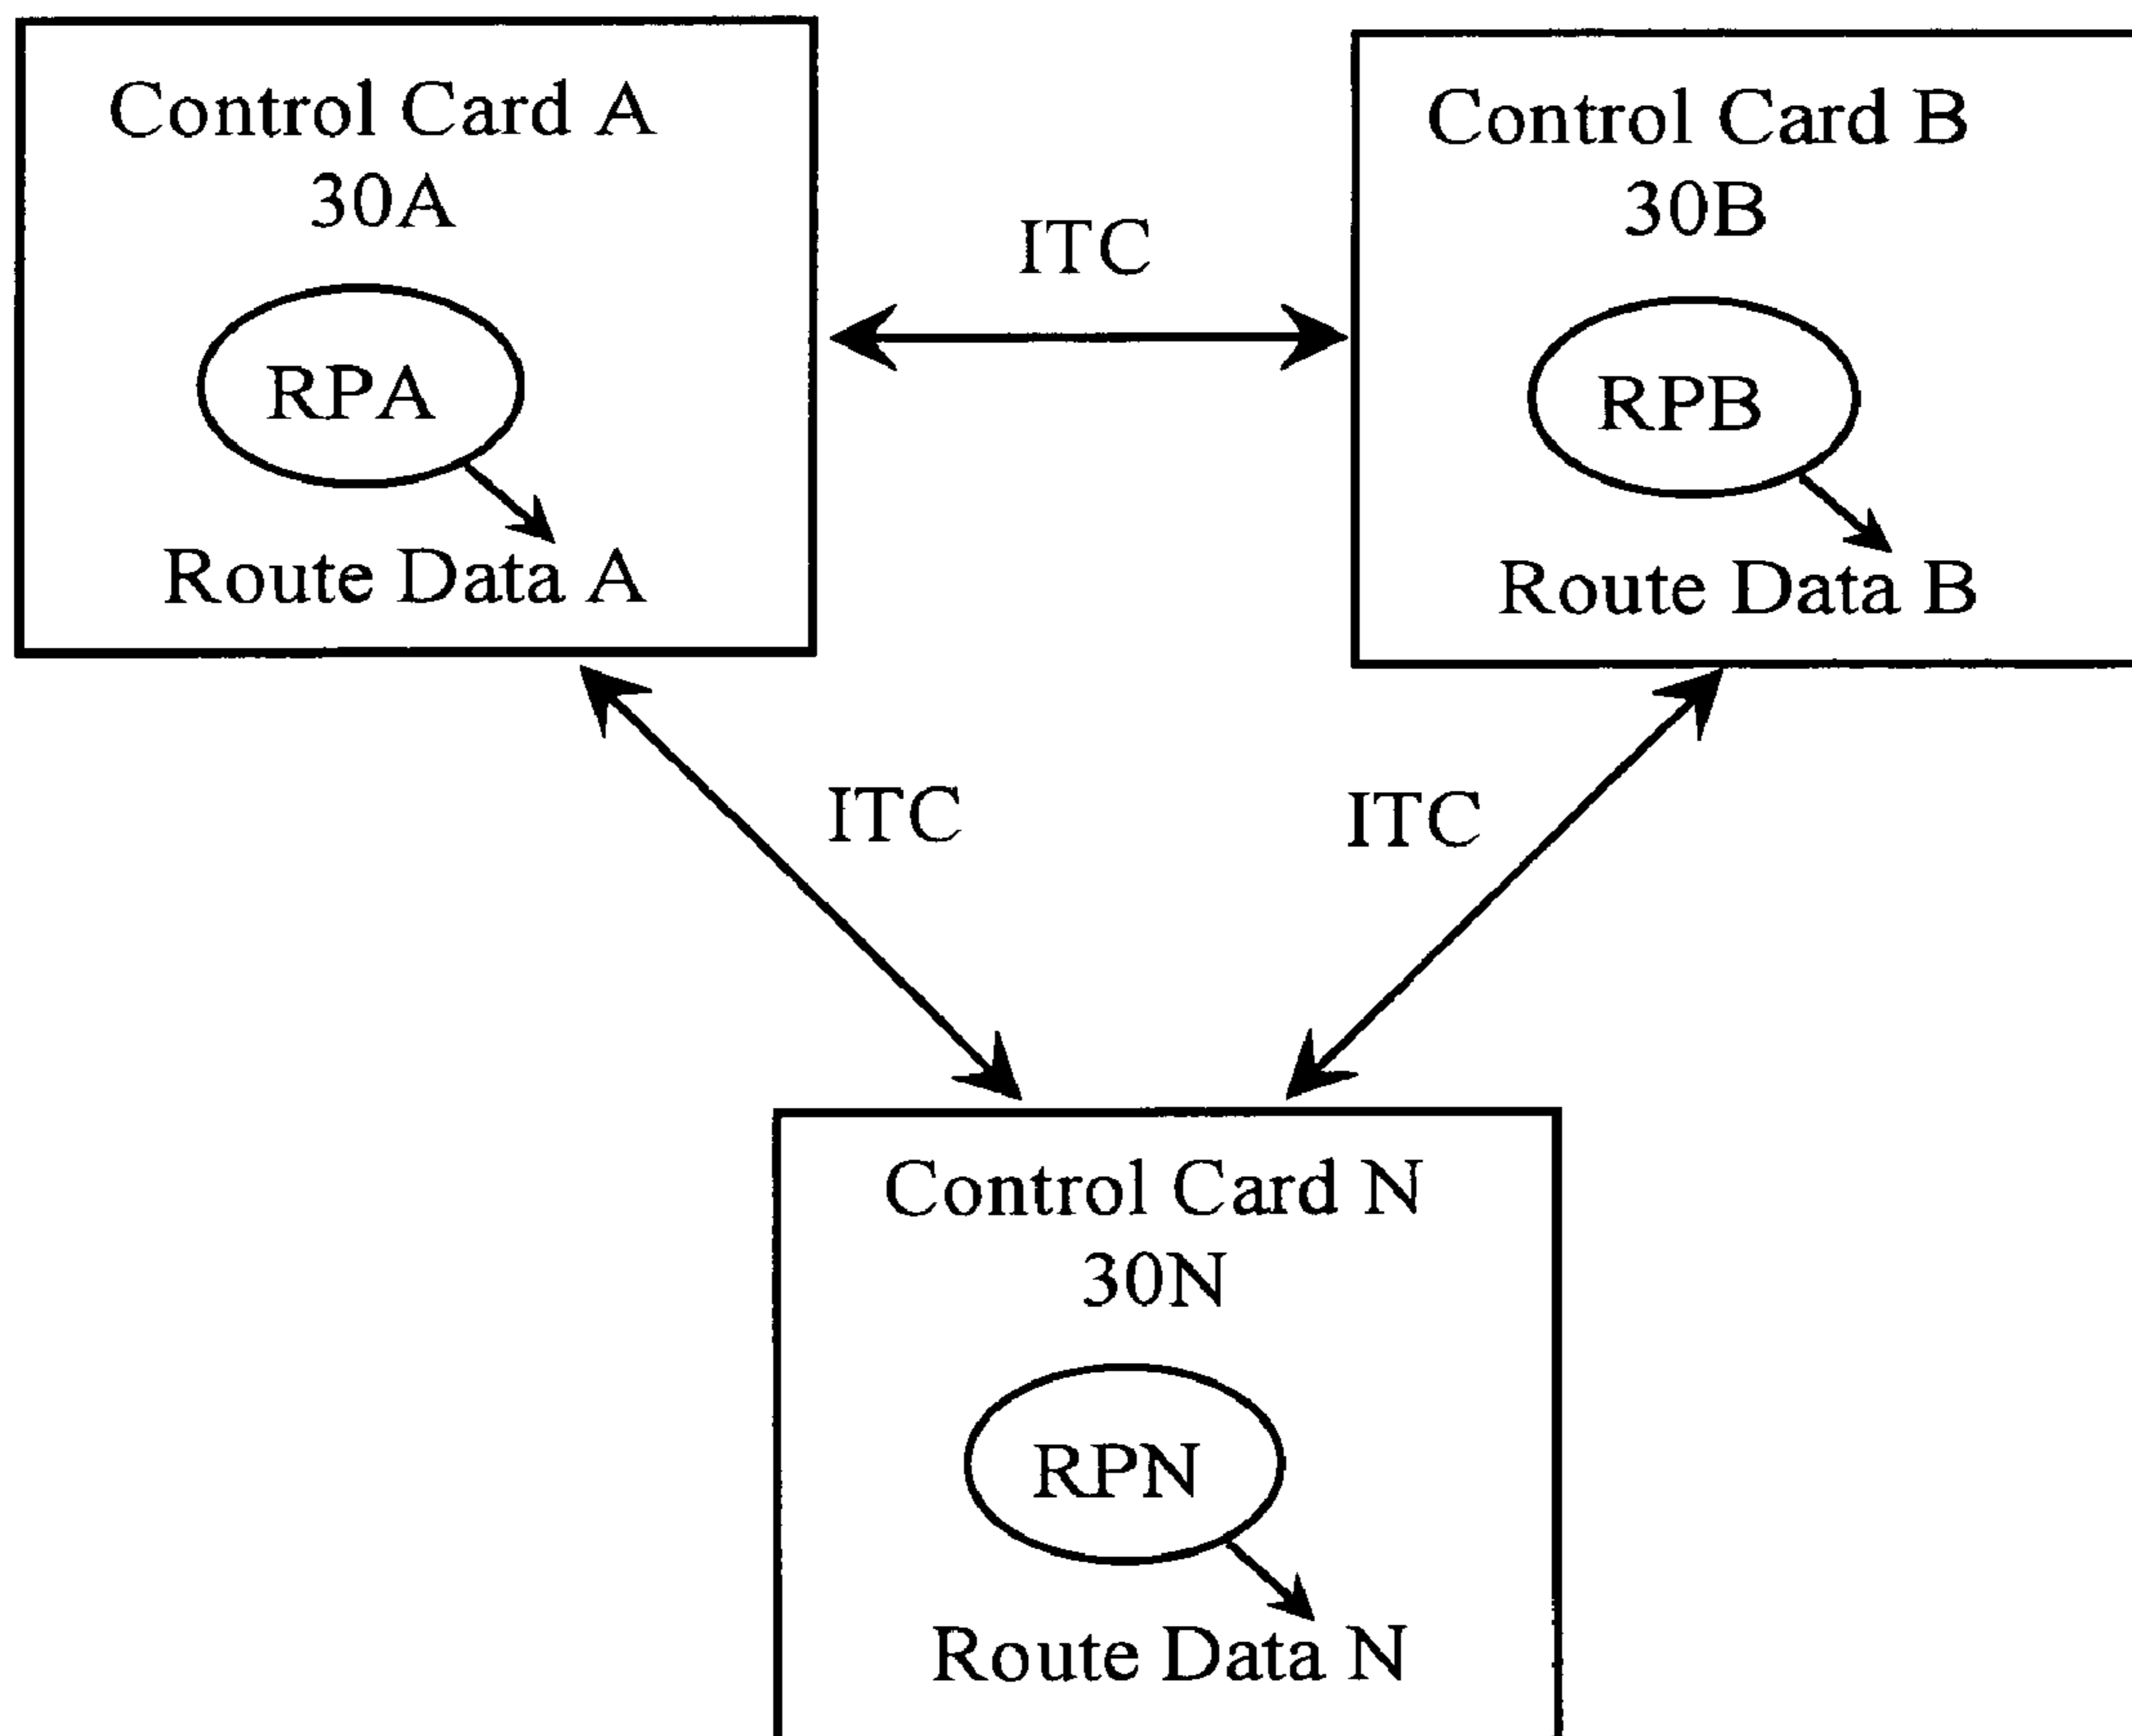 Control Card A
30A
RPA
Route Data A
ITC
Control Card B
30B
RPB
Route Data B
ITC
ITC
Control Card N
30N
RPN
Route Data N